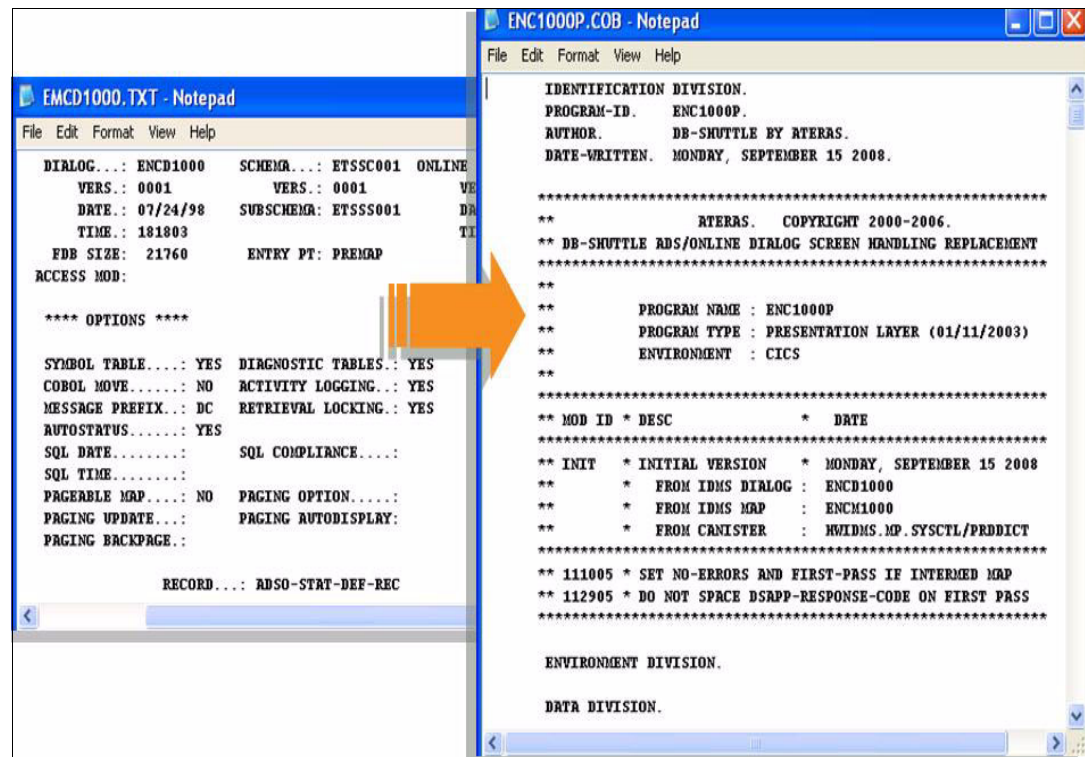 EMCD1000.TXT - Notepad
File Edit Format View Help
DIALOG...: ENCD1000 SCHEMA...: ETSSC001 ONLINE
VERS.: 0001 VERS.: 0001 VE
DATE.: 07/24/98 SUBSCHEMA: ETSSS001 DA
TIME.: 181803 TI
FDB SIZE: 21760 ENTRY PT: PREMAP
ACCESS MOD:
**** OPTIONS ****
SYMBOL TABLE....: YES DIAGNOSTIC TABLES.: YES
COBOL MOVE......: NO ACTIVITY LOGGING..: YES
MESSAGE PREFIX..: DC RETRIEVAL LOCKING.: YES
AUTOSTATUS......: YES
SQL DATE........: SQL COMPLIANCE....:
SQL TIME........:
PAGEABLE MAP....: NO PAGING OPTION.....:
PAGING UPDATE...: PAGING AUTODISPLAY:
PAGING BACKPAGE.:
RECORD...: ADSO-STAT-DEF-REC
ENC1000P.COB - Notepad
File Edit Format View Help
IDENTIFICATION DIVISION.
PROGRAM-ID. ENC1000P.
AUTHOR. DB-SHUTTLE BY ATERAS.
DATE-WRITTEN. MONDAY, SEPTEMBER 15 2008.
****************************************************************
** ATERAS. COPYRIGHT 2000-2006.
** DB-SHUTTLE ADS/ONLINE DIALOG SCREEN HANDLING REPLACEMENT
****************************************************************
**
** PROGRAM NAME : ENC1000P
** PROGRAM TYPE : PRESENTATION LAYER (01/11/2003)
** ENVIRONMENT : CICS
**
****************************************************************
** MOD ID * DESC * DATE
****************************************************************
** INIT * INITIAL VERSION * MONDAY, SEPTEMBER 15 2008
** * FROM IDMS DIALOG : ENCD1000
** * FROM IDMS MAP : ENCM1000
** * FROM CANISTER : HWIDMS.MP.SYSCTL/PRDDICT
****************************************************************
** 111005 * SET NO-ERRORS AND FIRST-PASS IF INTERMED MAP
** 112905 * DO NOT SPACE DSAPP-RESPONSE-CODE ON FIRST PASS
****************************************************************
ENVIRONMENT DIVISION.
DATA DIVISION.